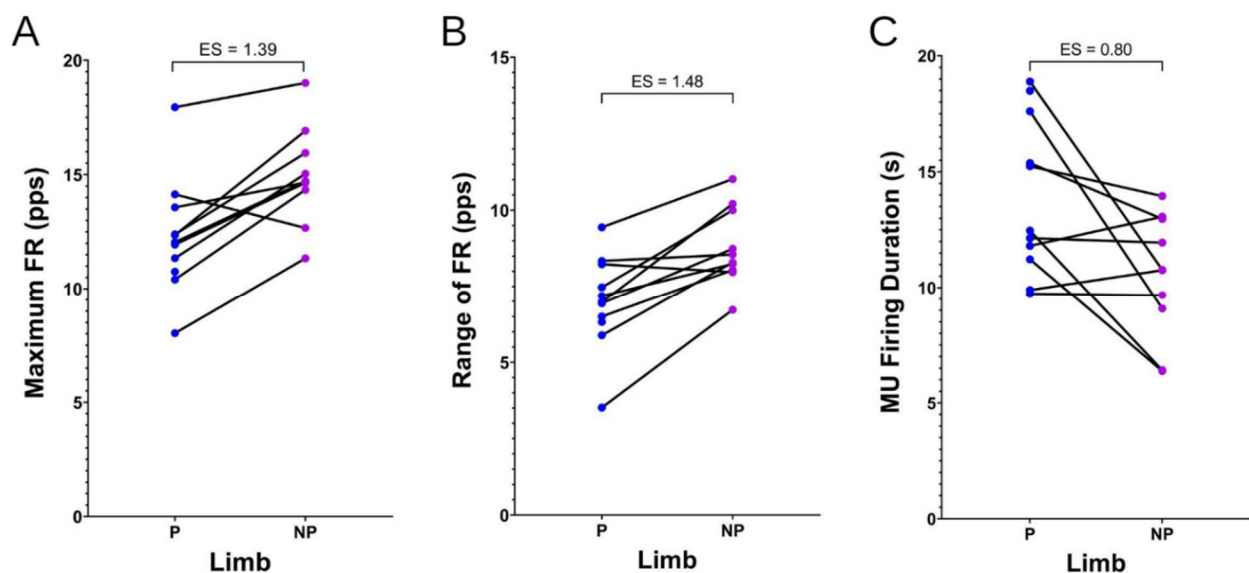 A
ES = 1.39
Maximum FR (pps)
20
15
10
5
0
P
NP
Limb
B
ES = 1.48
Range of FR (pps)
15
10
5
0
P
NP
Limb
C
ES = 0.80
MU Firing Duration (s)
20
15
10
5
0
P
NP
Limb